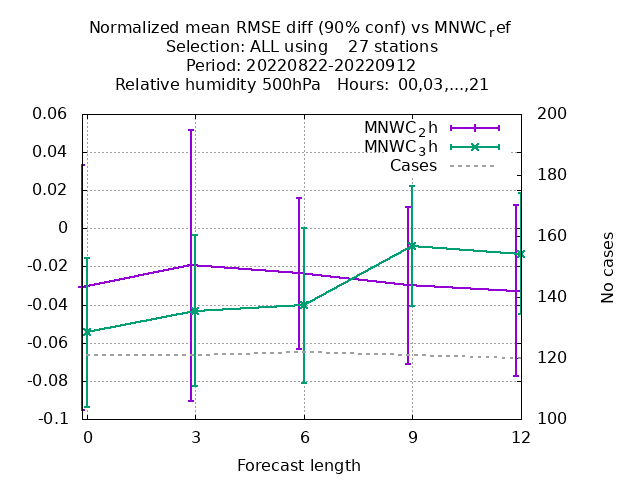 Normalized mean RMSE diff (90% conf) vs MNWC_ref
Selection: ALL using    27 stations
Period: 20220822-20220912
Relative humidity 500hPa   Hours: 00,03,...,21
0.06
0.04
0.02
0
-0.02
-0.04
-0.06
-0.08
-0.1
200
180
160
140
120
100
No cases
MNWC_2h
MNWC_3h
Cases
0 3 6 9 12
Forecast length